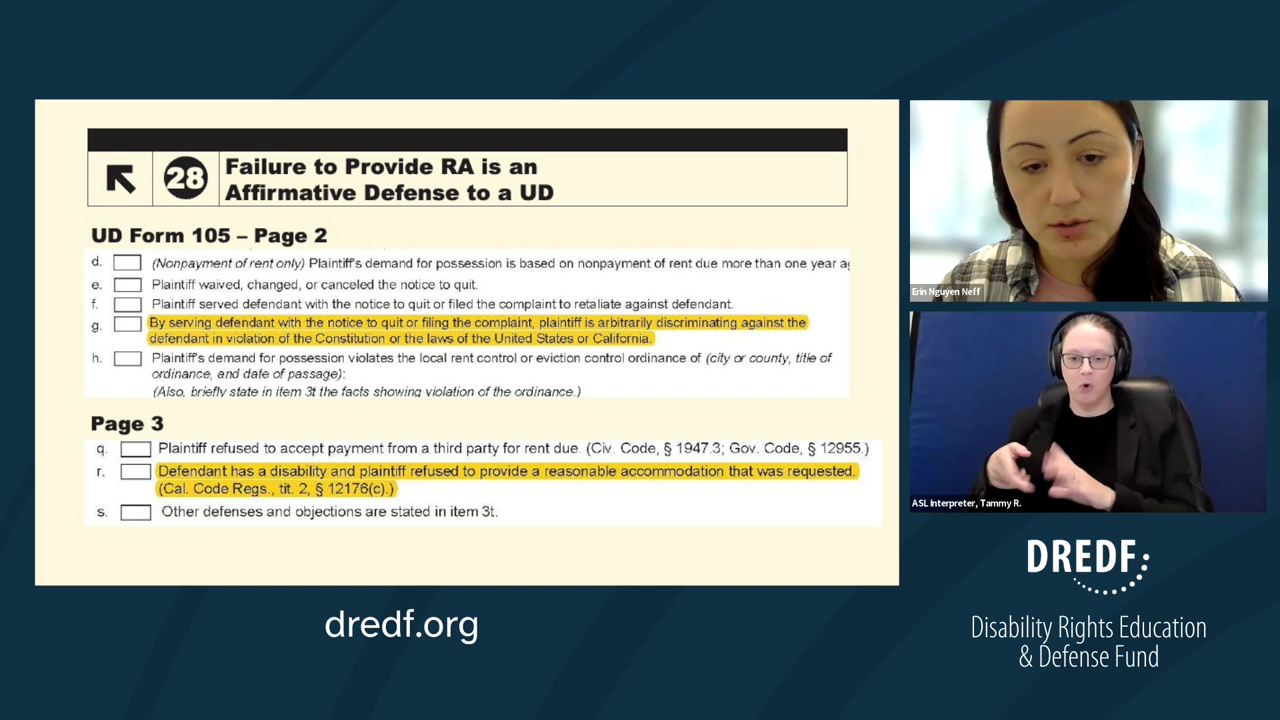 28
Failure to Provide RA is an
Affirmative Defense to a UD
UD Form 105 – Page 2
d. (Nonpayment of rent only) Plaintiff's demand for possession is based on nonpayment of rent due more than one year
e. Plaintiff waived, changed, or canceled the notice to quit.
f. Plaintiff served defendant with the notice to quit or filed the complaint to retaliate against defendant.
g. By serving defendant with the notice to quit or filing the complaint, plaintiff is arbitrarily discriminating against the
defendant in violation of the Constitution or the laws of the United States or California.
h. Plaintiff's demand for possession violates the local rent control or eviction control ordinance of (city or county, title of
ordinance, and date of passage):
(Also, briefly state in item 3t the facts showing violation of the ordinance.)
Page 3
q. Plaintiff refused to accept payment from a third party for rent due. (Civ. Code, § 1947.3; Gov. Code, § 12955.)
r. Defendant has a disability and plaintiff refused to provide a reasonable accommodation that was requested.
(Cal. Code Regs., tit. 2, § 12176(c).)
s. Other defenses and objections are stated in item 3t.
dredf.org
Erin Nguyen Neff
ASL Interpreter, Tammy R.
DREDF
Disability Rights Education
& Defense Fund